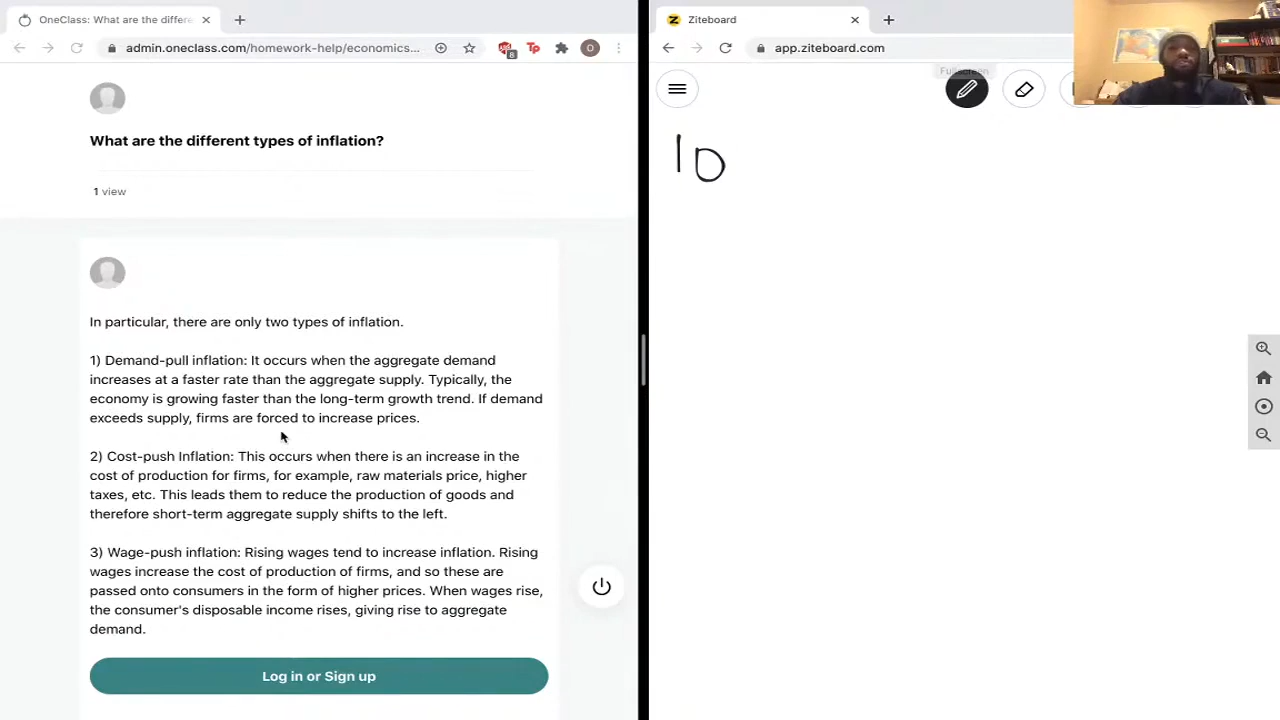 OneClass: What are the differe
admin.oneclass.com/homework-help/economics...
8
Tp
O
What are the different types of inflation?
1 view
In particular, there are only two types of inflation.
1) Demand-pull inflation: It occurs when the aggregate demand
increases at a faster rate than the aggregate supply. Typically, the
economy is growing faster than the long-term growth trend. If demand
exceeds supply, firms are forced to increase prices.
2) Cost-push Inflation: This occurs when there is an increase in the
cost of production for firms, for example, raw materials price, higher
taxes, etc. This leads them to reduce the production of goods and
therefore short-term aggregate supply shifts to the left.
3) Wage-push inflation: Rising wages tend to increase inflation. Rising
wages increase the cost of production of firms, and so these are
passed onto consumers in the form of higher prices. When wages rise,
the consumer's disposable income rises, giving rise to aggregate
demand.
Log in or Sign up
Ziteboard
app.ziteboard.com
Fullscreen
1D